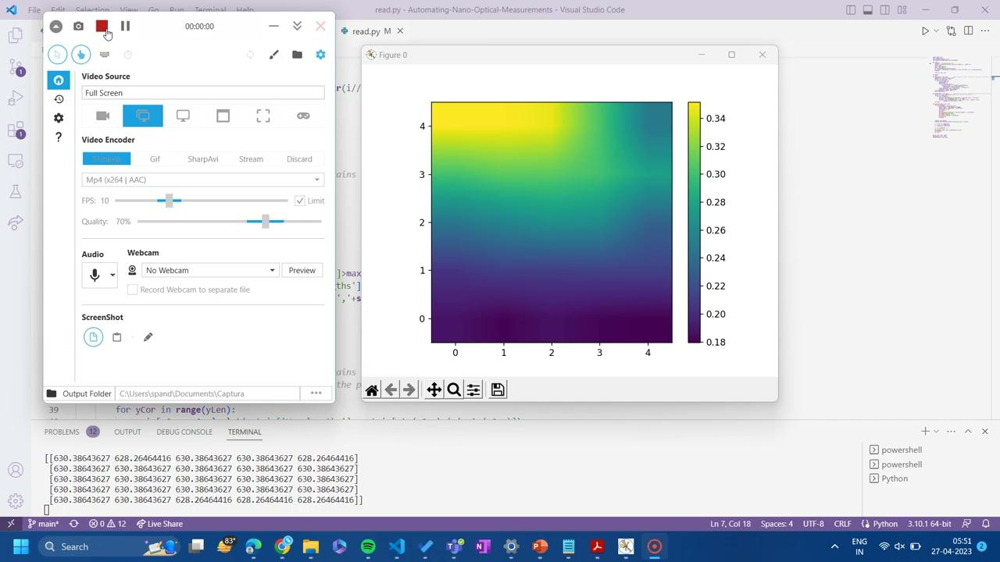 File
Edit
Selection
View
Go
Run
Terminal
Help
read.py - Automating-Nano-Optical-Measurements - Visual Studio Code
00:00:00
read.py M
Video Source
Full Screen
Video Encoder
FFmpeg Gif SharpAvi Stream Discard
Mp4 (x264 | AAC)
FPS: 10
Limit
Quality: 70%
Audio
Webcam
No Webcam
Preview
Record Webcam to separate file
ScreenShot
Output Folder C:\Users\spand\Documents\Captura
r(i//
]>max
ths']
','+s
Figure 0
4
3
2
1
0
0 1 2 3 4
0.34
0.32
0.30
0.28
0.26
0.24
0.22
0.20
0.18
39 for yCor in range(yLen):
PROBLEMS 12 OUTPUT DEBUG CONSOLE TERMINAL
[[630.38643627 628.26464416 630.38643627 630.38643627 628.26464416]
[630.38643627 630.38643627 630.38643627 630.38643627 630.38643627]
[630.38643627 630.38643627 630.38643627 630.38643627 630.38643627]
[630.38643627 630.38643627 630.38643627 630.38643627 630.38643627]
[630.38643627 630.38643627 628.26464416 628.26464416 628.26464416]]
powershell
powershell
Python
main* 0 12 Live Share
Ln 7, Col 18 Spaces: 4 UTF-8 CRLF Python 3.10.1 64-bit
Search
83°
ENG
IN
05:51
27-04-2023
2